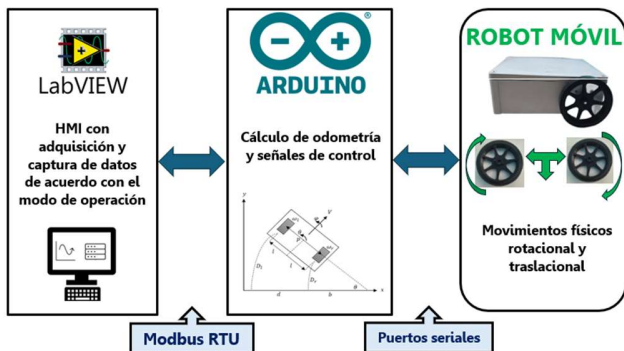 LabVIEW
HMI con
adquisición y
captura de datos
de acuerdo con el
modo de operación
®
ARDUINO
Cálculo de odometría
y señales de control
y
V
P
l
l
θ
x
d
b
ROBOT MÓVIL
Movimientos físicos
rotacional y
traslacional
Modbus RTU
Puertos seriales